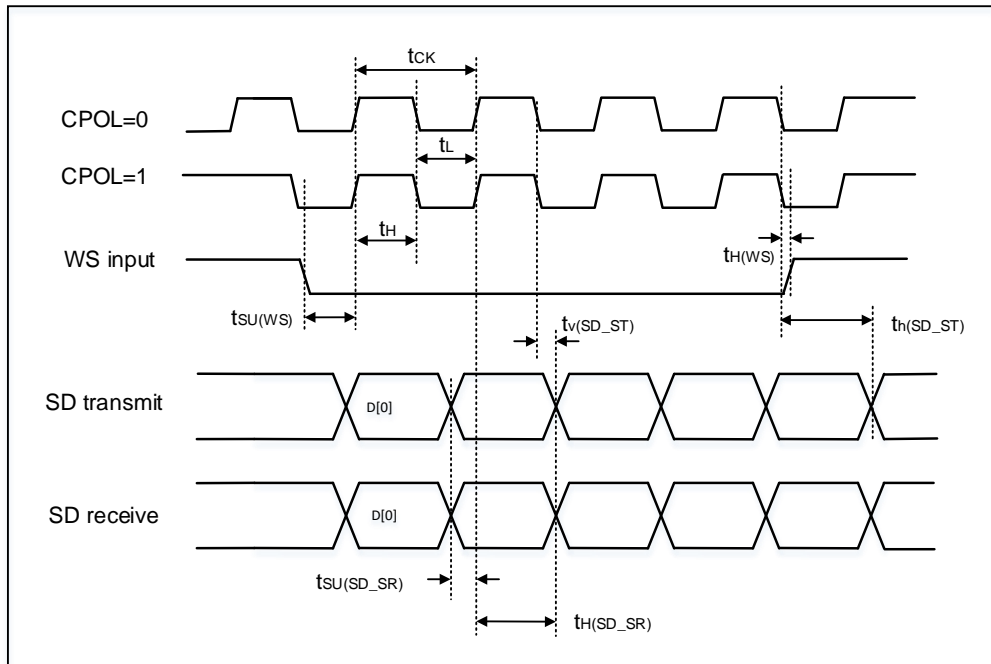 tCK
CPOL=0
tL
CPOL=1
tH
WS input
tH(WS)
tSU(WS)
tv(SD_ST)
th(SD_ST)
SD transmit
D[0]
SD receive
D[0]
tSU(SD_SR)
tH(SD_SR)